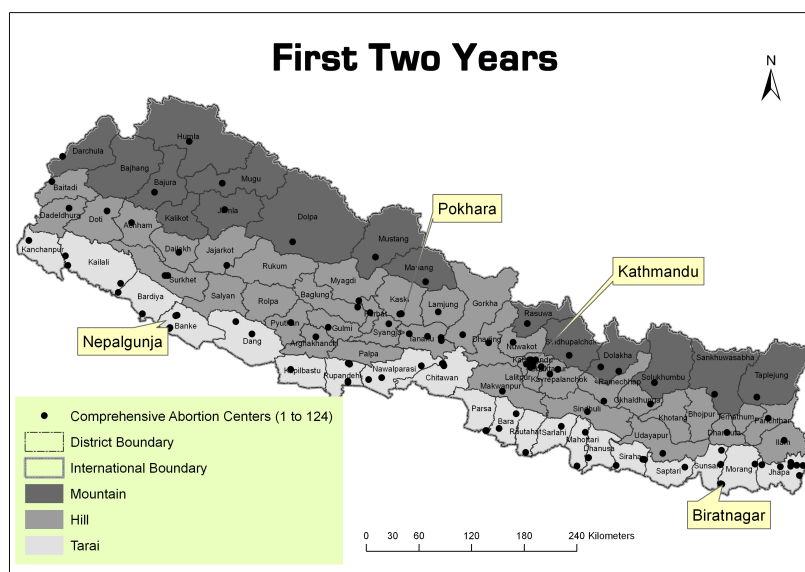 First Two Years
N
Humla
Darchula
Bajhang
Mugu
Bajura
Baitadi
Jumla
Dadeldhura
Doti
Kalikot
Dolpa
Achham
Mustang
Pokhara
Kanchanpur
Dailekh
Jajarkot
Manang
Kailali
Rukum
Kathmandu
Surkhet
Myagdi
Bardiya
Salyan
Rolpa
Baglung
Kaski
Lamjung
Gorkha
Rasuwa
Parbat
Sindhupalchok
Nepalgunja
Banke
Pyuthan
Gulmi
Syangja
Tanahu
Dhading
Nuwakot
Dolakha
Dang
Arghakhanchi
Palpa
Kathmandu
Sankhuwasabha
Kapilbastu
Rupandehi
Nawalparasi
Chitawan
Lalitpur
Kavrepalanchok
Ramechhap
Solukhumbu
Taplejung
Makwanpur
Okhaldhunga
Parsa
Bara
Rautahat
Sarlahi
Sindhuli
Khotang
Bhojpur
Terhathum
Panchthar
Mahottari
Dhanusa
Udayapur
Dhankuta
Ilam
Siraha
Saptari
Sunsari
Morang
Jhapa
Biratnagar
Comprehensive Abortion Centers (1 to 124)
District Boundary
International Boundary
Mountain
Hill
Tarai
0 30 60 120 180 240 Kilometers